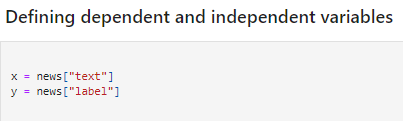 Defining dependent and independent variables
x = news["text"]
y = news["label"]